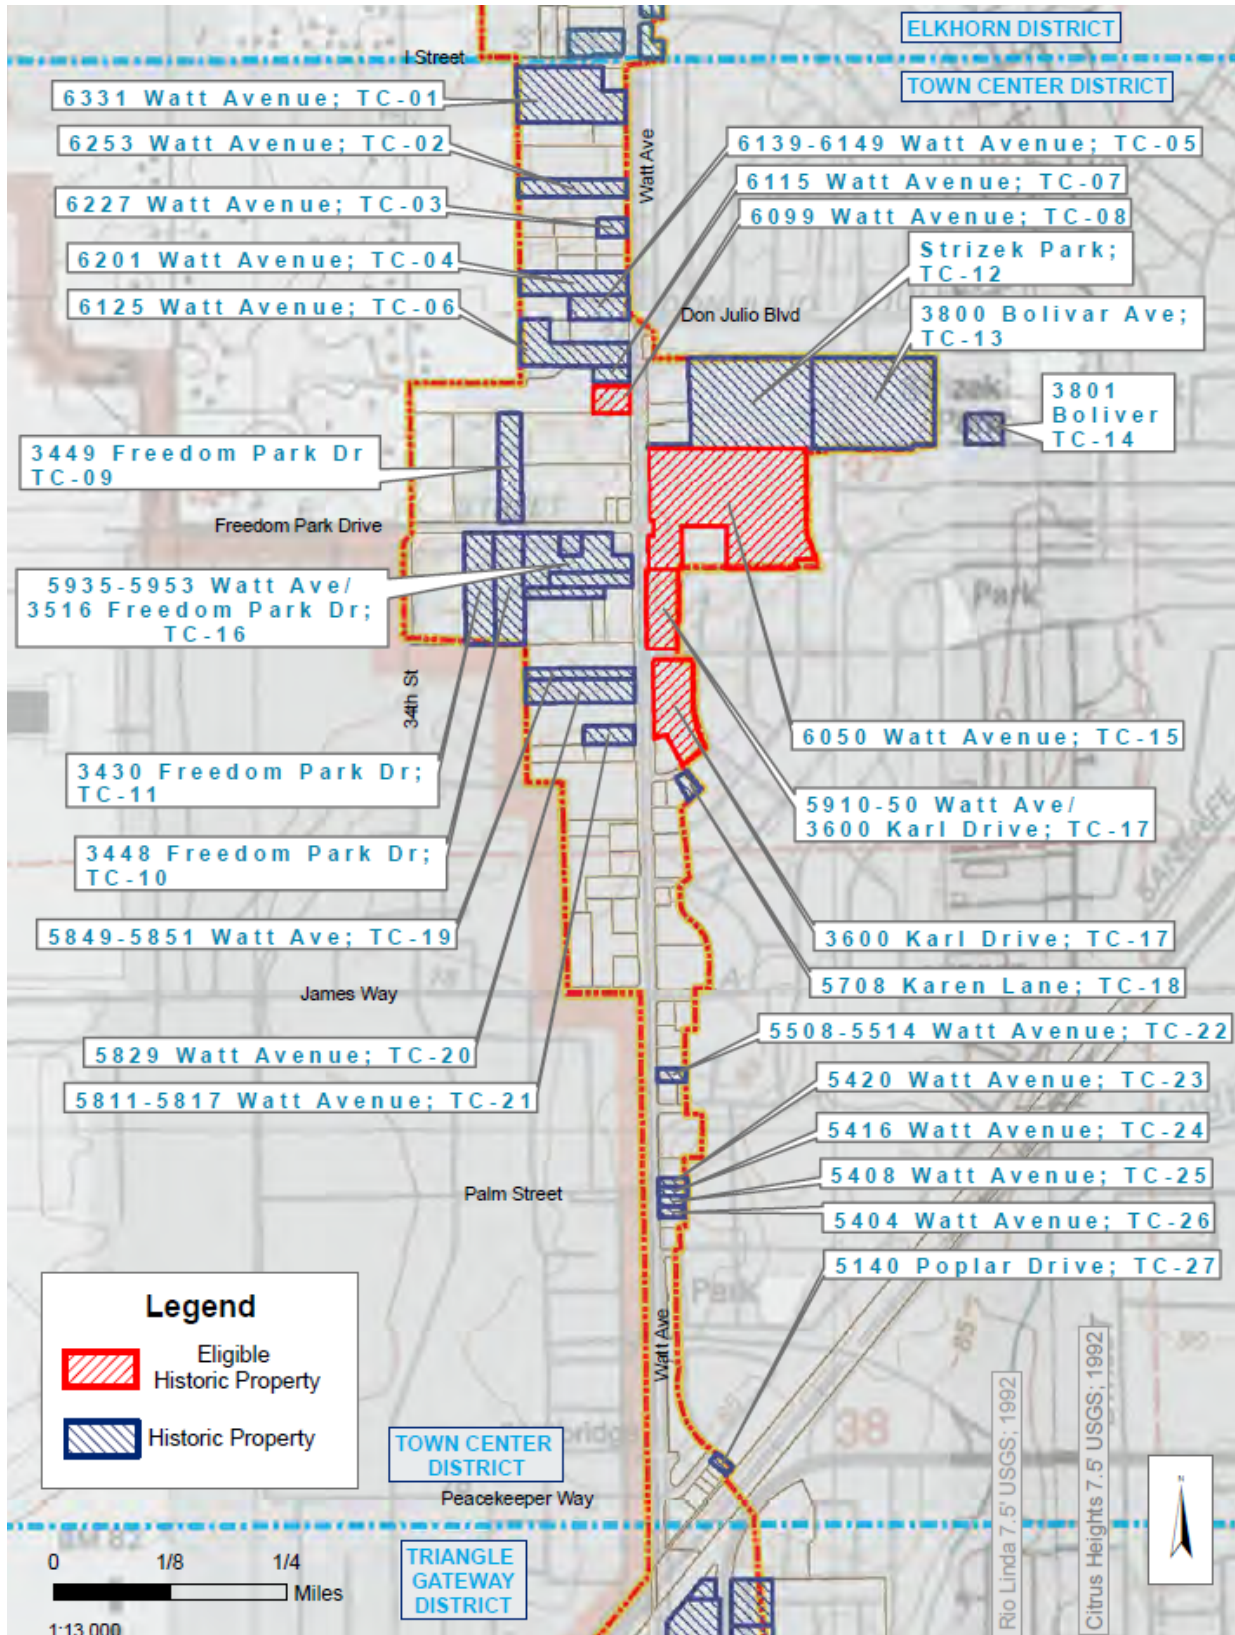 ELKHORN DISTRICT
I Street
TOWN CENTER DISTRICT
6331 Watt Avenue; TC-01
6253 Watt Avenue; TC-02
6139-6149 Watt Avenue; TC-05
Watt Ave
6115 Watt Avenue; TC-07
6227 Watt Avenue; TC-03
6099 Watt Avenue; TC-08
6201 Watt Avenue; TC-04
Strizek Park;
TC-12
6125 Watt Avenue; TC-06
Don Julio Blvd
3800 Bolivar Ave;
TC-13
zek
3801
Boliver
TC-14
3449 Freedom Park Dr
TC-09
Freedom Park Drive
5935-5953 Watt Ave/
3516 Freedom Park Dr;
TC-16
Park
34th St
6050 Watt Avenue; TC-15
3430 Freedom Park Dr;
TC-11
5910-50 Watt Ave/
3600 Karl Drive; TC-17
3448 Freedom Park Dr;
TC-10
5849-5851 Watt Ave; TC-19
3600 Karl Drive; TC-17
5708 Karen Lane; TC-18
James Way
5508-5514 Watt Avenue; TC-22
5829 Watt Avenue; TC-20
5420 Watt Avenue; TC-23
5811-5817 Watt Avenue; TC-21
5416 Watt Avenue; TC-24
5408 Watt Avenue; TC-25
Palm Street
5404 Watt Avenue; TC-26
5140 Poplar Drive; TC-27
Park
Watt Ave
85
Legend
Eligible
Historic Property
Historic Property
38
TOWN CENTER
DISTRICT
Peacekeeper Way
Rio Linda 7.5' USGS; 1992
Citrus Heights 7.5' USGS; 1992
N
BM 82
TRIANGLE
GATEWAY
DISTRICT
0 1/8 1/4
Miles
1:13,000